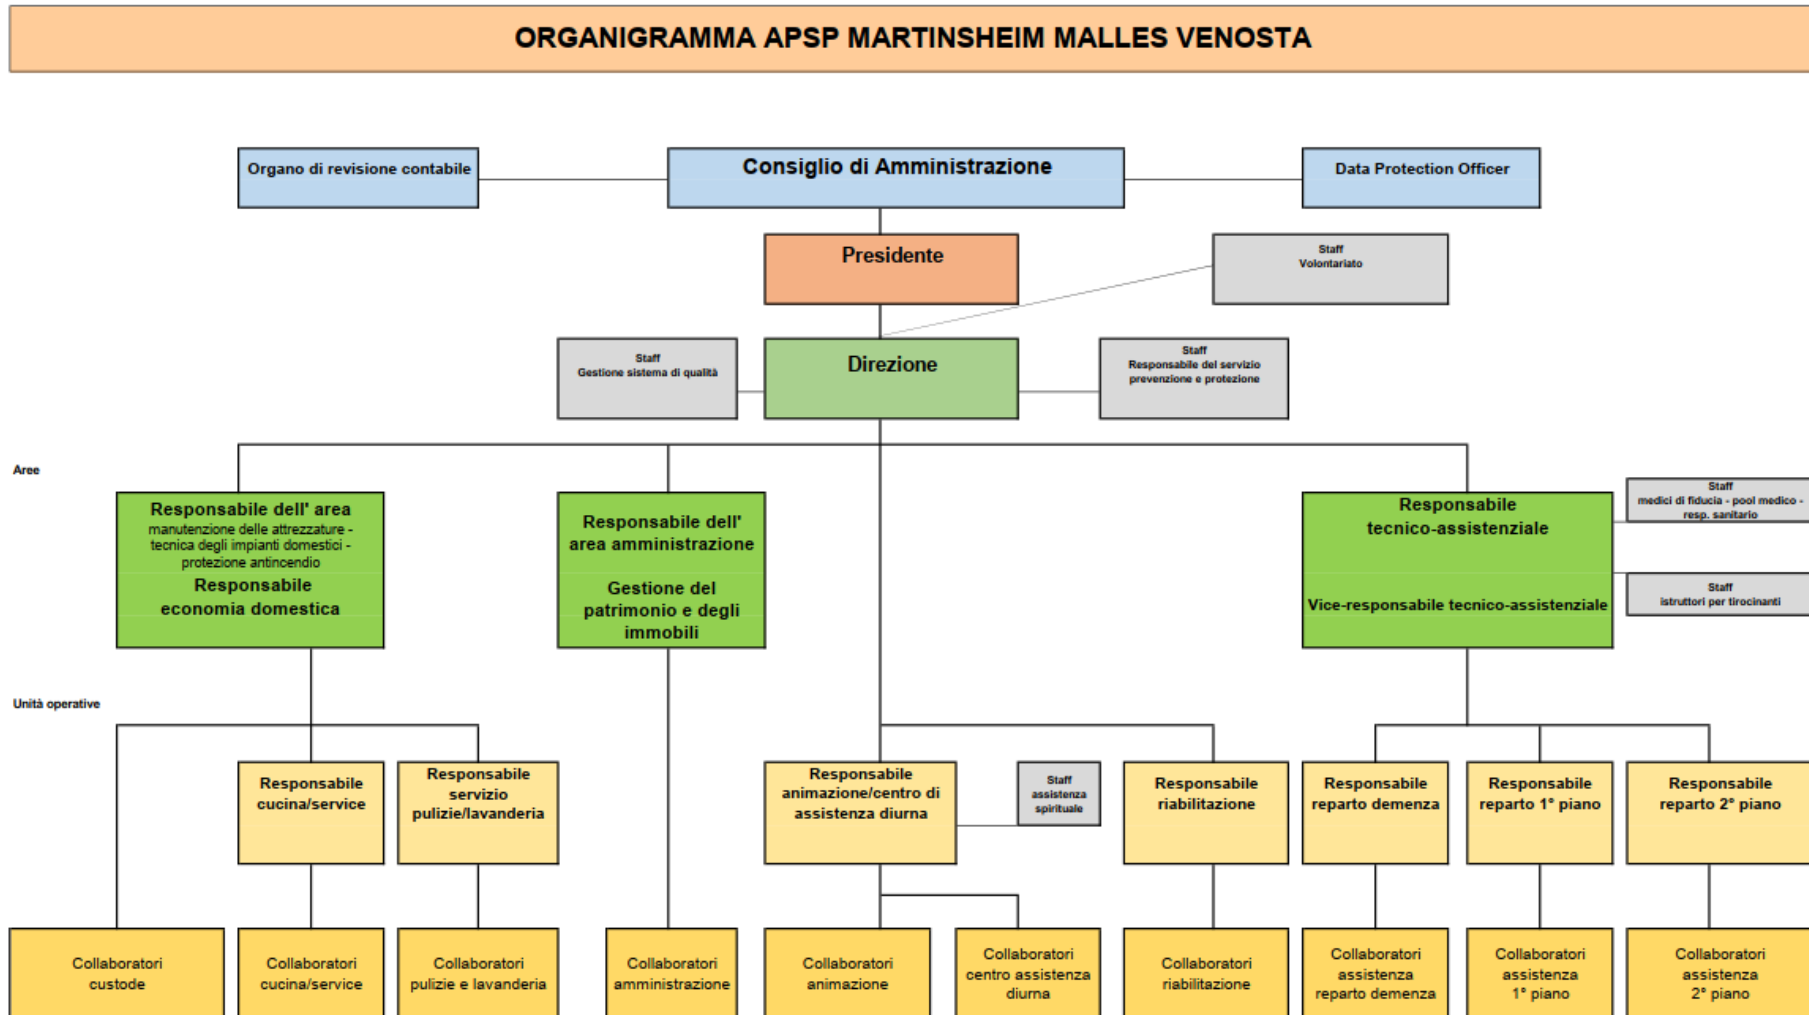 ORGANIGRAMMA APSP MARTINSHEIM MALLES VENOSTA
Organo di revisione contabile
Consiglio di Amministrazione
Data Protection Officer
Presidente
Staff
Volontariato
Staff
Gestione sistema di qualità
Direzione
Staff
Responsabile del servizio
prevenzione e protezione
Aree
Responsabile dell' area
manutenzione delle attrezzature -
tecnica degli impianti domestici -
protezione antincendio
Responsabile
economia domestica
Responsabile dell'
area amministrazione
Gestione del
patrimonio e degli
immobili
Responsabile
tecnico-assistenziale
Vice-responsabile tecnico-assistenziale
Staff
medici di fiducia - pool medico -
resp. sanitario
Staff
istruttori per tirocinanti
Unità operative
Responsabile
cucina/service
Responsabile
servizio
pulizie/lavanderia
Responsabile
animazione/centro di
assistenza diurna
Staff
assistenza
spirituale
Responsabile
riabilitazione
Responsabile
reparto demenza
Responsabile
reparto 1° piano
Responsabile
reparto 2° piano
Collaboratori
custode
Collaboratori
cucina/service
Collaboratori
pulizie e lavanderia
Collaboratori
amministrazione
Collaboratori
animazione
Collaboratori
centro assistenza
diurna
Collaboratori
riabilitazione
Collaboratori
assistenza
reparto demenza
Collaboratori
assistenza
1° piano
Collaboratori
assistenza
2° piano